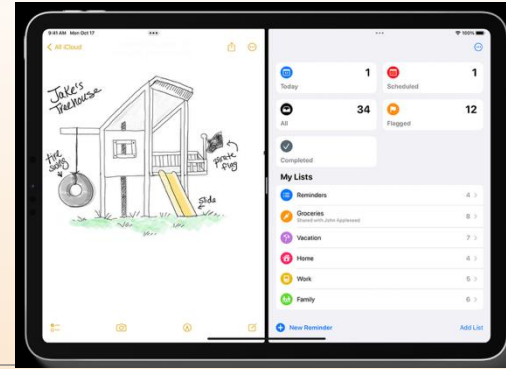 9:41 AM Mon Oct 17
100%
All iCloud
Jake's
Treehouse
tire
swing
pirate
flag
slide
1
Today
1
Scheduled
34
All
12
Flagged
Completed
My Lists
Reminders 4
Groceries 8
Shared with John Appleseed
Vacation 7
Home 4
Work 5
Family 6
New Reminder
Add List